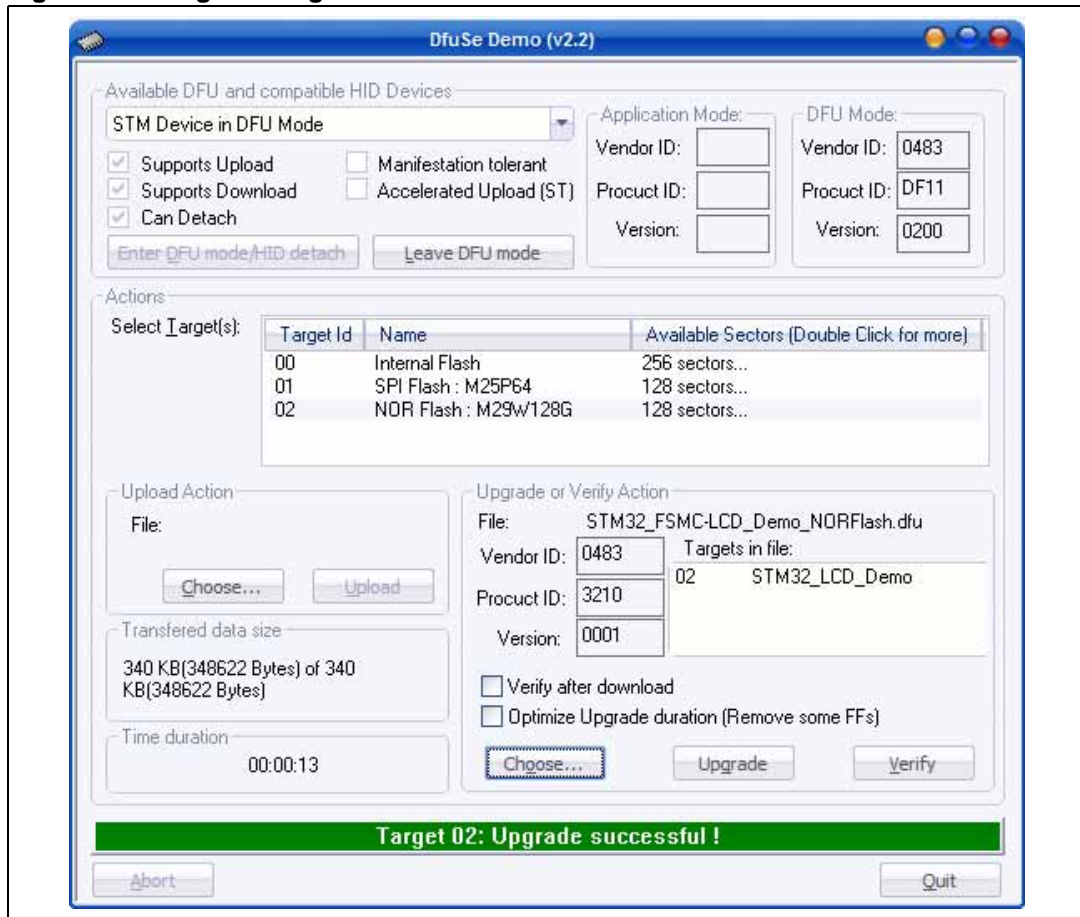 DfuSe Demo (v2.2)
Available DFU and compatible HID Devices
STM Device in DFU Mode
Supports Upload
Manifestation tolerant
Supports Download
Accelerated Upload (ST)
Can Detach
Enter DFU mode/HID detach
Leave DFU mode
Application Mode:
Vendor ID:
Procuct ID:
Version:
DFU Mode:
Vendor ID: 0483
Procuct ID: DF11
Version: 0200
Actions
Select Target(s):
Target Id Name Available Sectors (Double Click for more)
00 Internal Flash 256 sectors...
01 SPI Flash : M25P64 128 sectors...
02 NOR Flash : M29W128G 128 sectors...
Upload Action
File:
Choose... Upload
Transfered data size
340 KB(348622 Bytes) of 340
KB(348622 Bytes)
Time duration
00:00:13
Upgrade or Verify Action
File: STM32_FSMC-LCD_Demo_NORFlash.dfu
Vendor ID: 0483
Procuct ID: 3210
Version: 0001
Targets in file:
02 STM32_LCD_Demo
Verify after download
Optimize Upgrade duration (Remove some FFs)
Choose... Upgrade Verify
Target 02: Upgrade successful !
Abort Quit